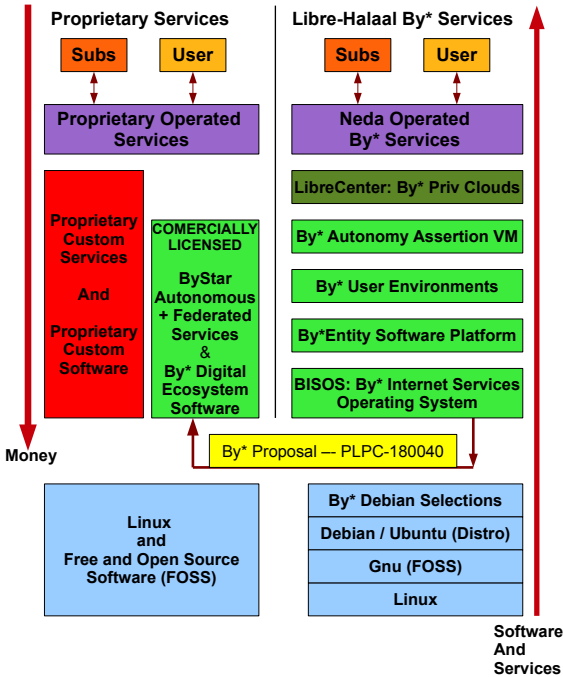 Proprietary Services
Subs
User
Proprietary Operated
Services
Proprietary
Custom
Services
And
Proprietary
Custom
Software
COMERCIALLY
LICENSED
ByStar
Autonomous
+ Federated
Services
&
By* Digital
Ecosystem
Software
Libre-Halaal By* Services
Subs
User
Neda Operated
By* Services
LibreCenter: By* Priv Clouds
By* Autonomy Assertion VM
By* User Environments
By*Entity Software Platform
BISOS: By* Internet Services
Operating System
Money
By* Proposal –- PLPC-180040
Linux
and
Free and Open Source
Software (FOSS)
By* Debian Selections
Debian / Ubuntu (Distro)
Gnu (FOSS)
Linux
Software
And
Services